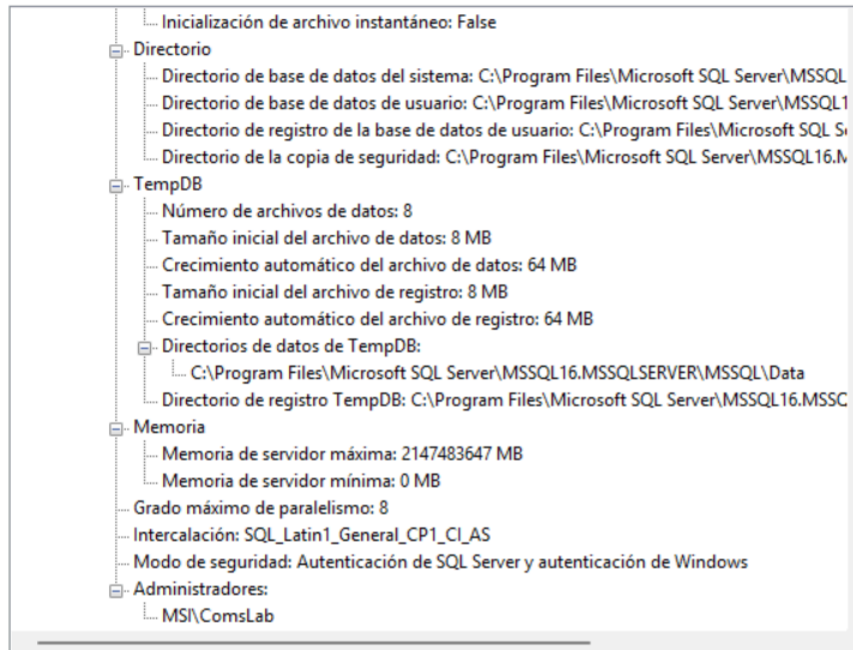 Inicialización de archivo instantáneo: False
Directorio
Directorio de base de datos del sistema: C:\Program Files\Microsoft SQL Server\MSSQL
Directorio de base de datos de usuario: C:\Program Files\Microsoft SQL Server\MSSQL1
Directorio de registro de la base de datos de usuario: C:\Program Files\Microsoft SQL
Directorio de la copia de seguridad: C:\Program Files\Microsoft SQL Server\MSSQL16.
TempDB
Número de archivos de datos: 8
Tamaño inicial del archivo de datos: 8 MB
Crecimiento automático del archivo de datos: 64 MB
Tamaño inicial del archivo de registro: 8 MB
Crecimiento automático del archivo de registro: 64 MB
Directorios de datos de TempDB:
C:\Program Files\Microsoft SQL Server\MSSQL16.MSSQLSERVER\MSSQL\Data
Directorio de registro TempDB: C:\Program Files\Microsoft SQL Server\MSSQL16.MSSQ
Memoria
Memoria de servidor máxima: 2147483647 MB
Memoria de servidor mínima: 0 MB
Grado máximo de paralelismo: 8
Intercalación: SQL_Latin1_General_CP1_CI_AS
Modo de seguridad: Autenticación de SQL Server y autenticación de Windows
Administradores:
MSI\ComsLab